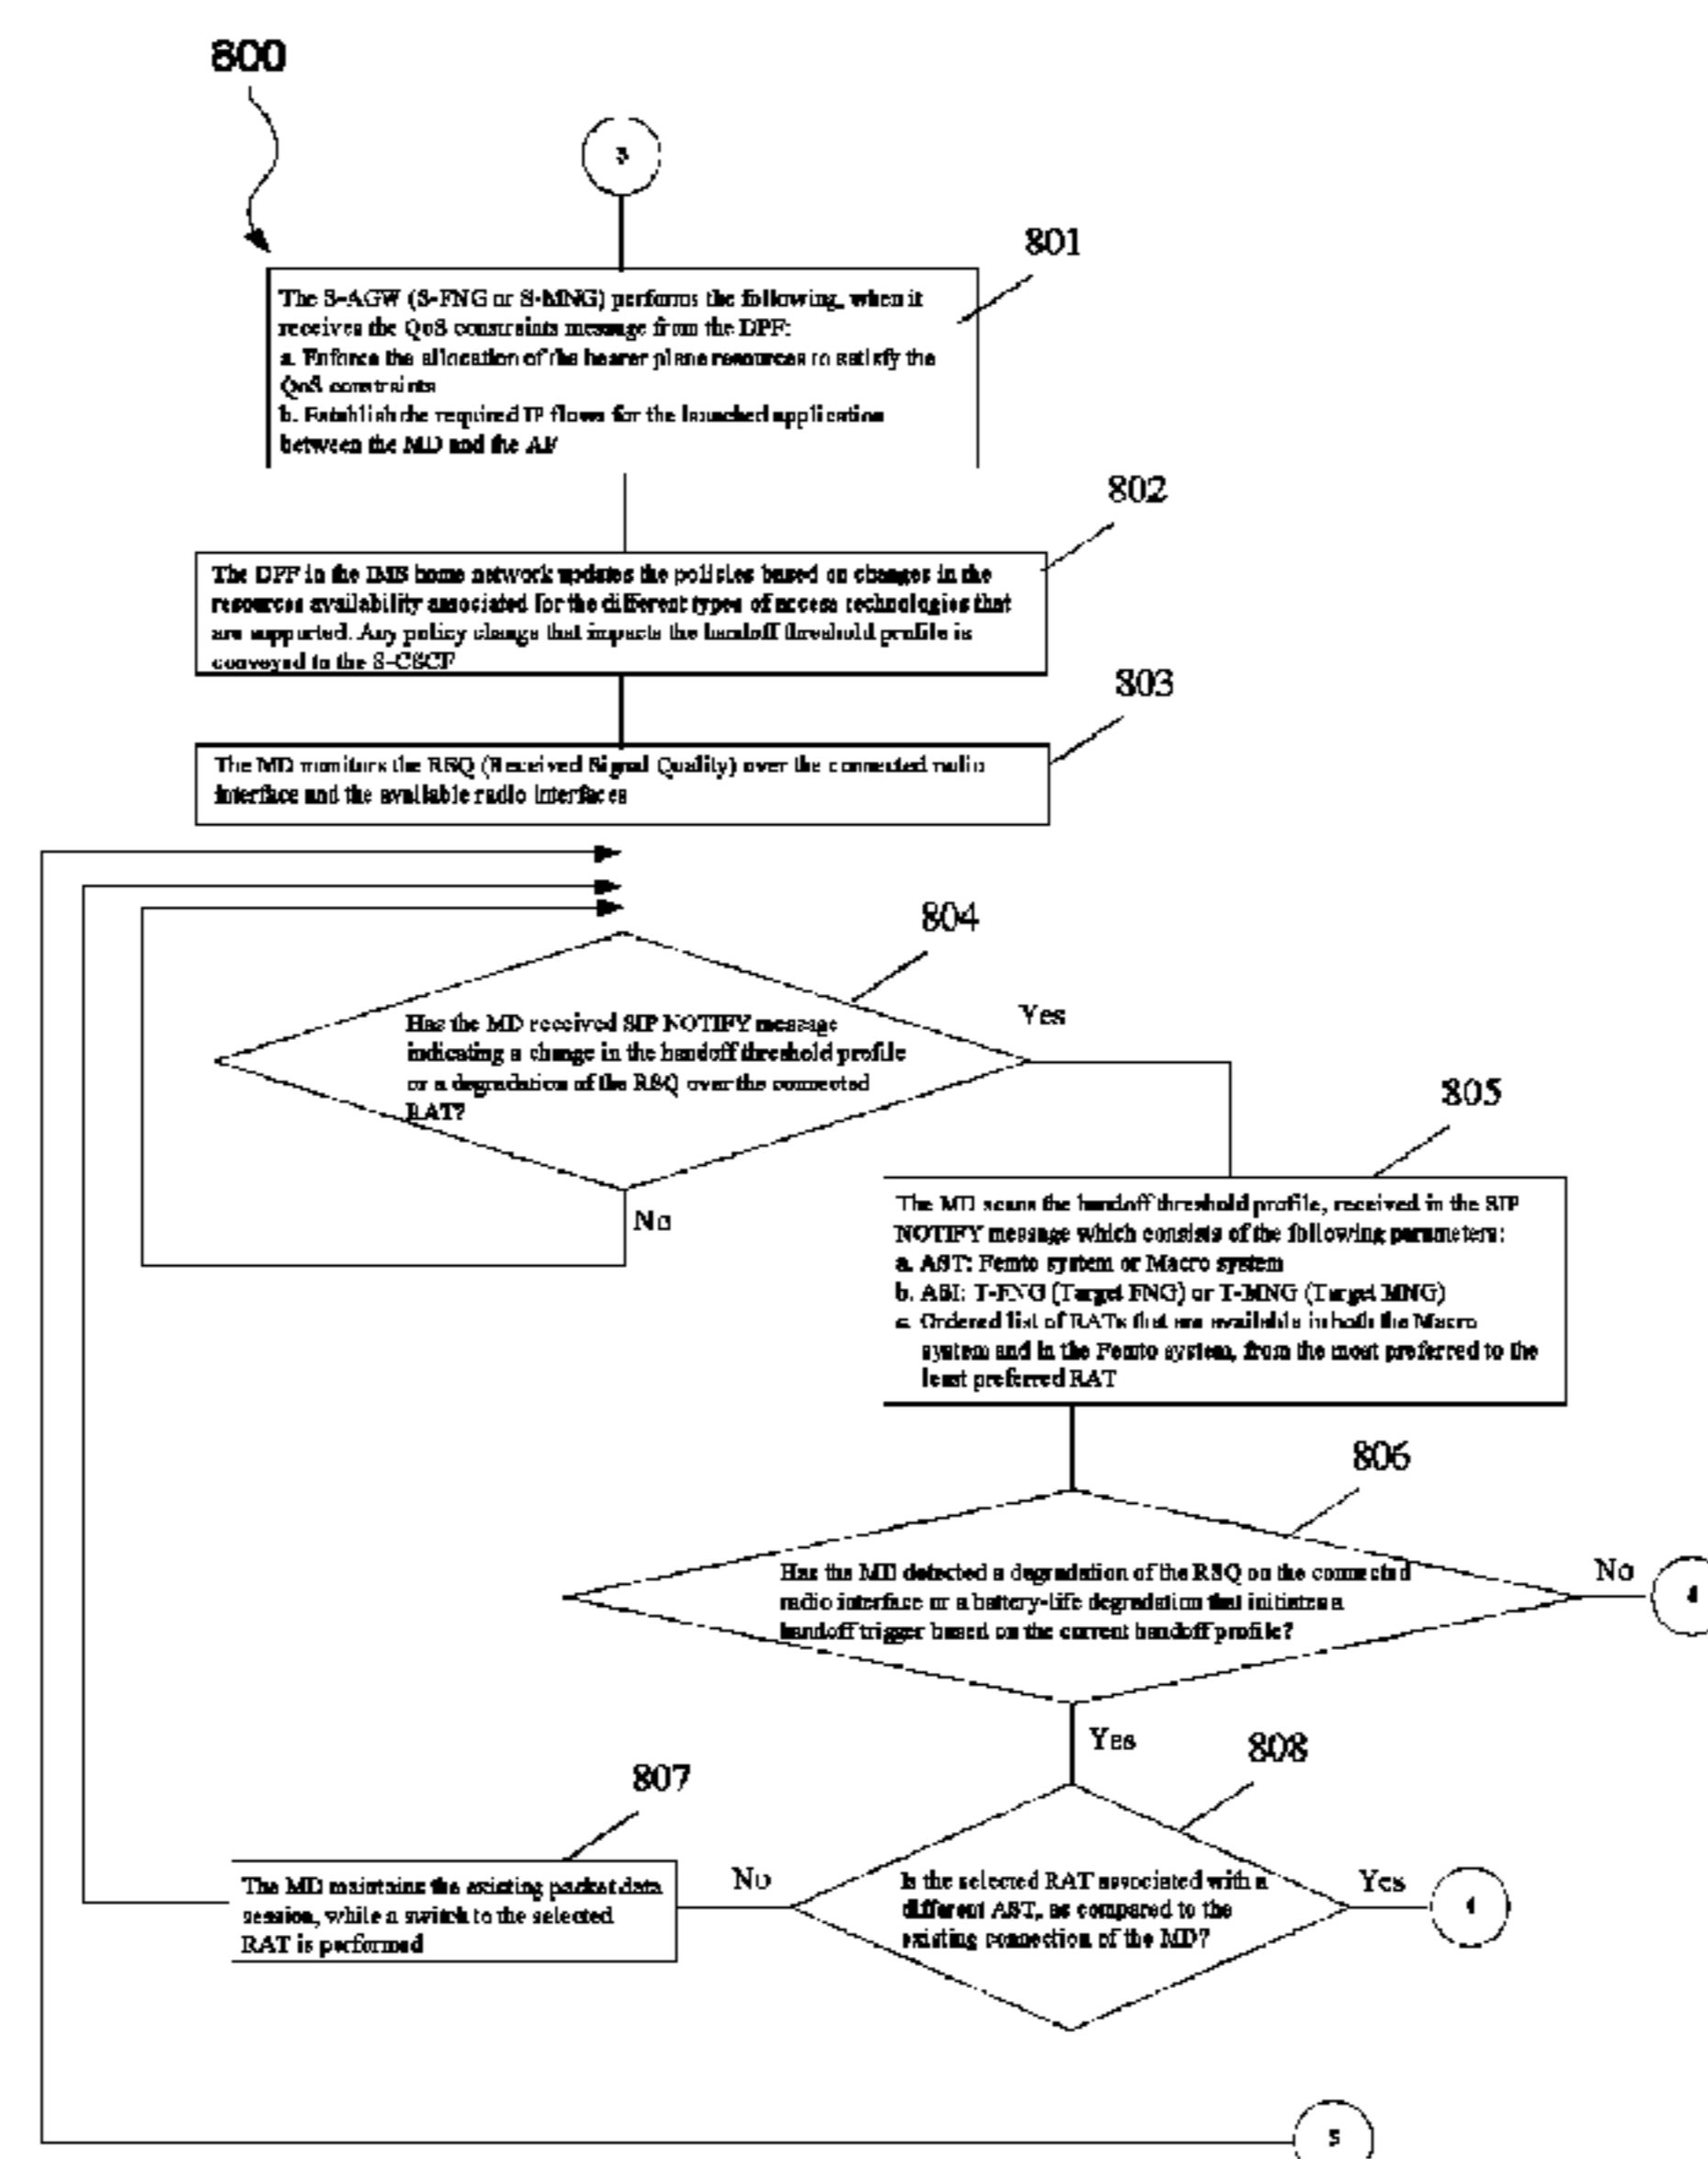 800
3
801
The S-AGW (S-FNG or S-MNG) performs the following, when it
receives the QoS constraints message from the DPF:
a. Enforce the allocation of the bearer plane resources to satisfy the
QoS constraints
b. Establish the required IP flows for the launched application
between the MD and the AF
802
The DPF in the IMS home network updates the policies based on changes in the
resources availability associated for the different types of access technologies that
are supported. Any policy change that impacts the handoff threshold profile is
conveyed to the S-CSCF
803
The MD monitors the RSQ (Received Signal Quality) over the connected radio
interface and the available radio interfaces
804
Has the MD received SIP NOTIFY message
indicating a change in the handoff threshold profile
or a degradation of the RSQ over the connected
RAT?
Yes
No
805
The MD scans the handoff threshold profile, received in the SIP
NOTIFY message which consists of the following parameters:
a. AST: Femto system or Macro system
b. ASI: T-FNG (Target FNG) or T-MNG (Target MNG)
c. Ordered list of RATs that are available in both the Macro
system and in the Femto system, from the most preferred to the
least preferred RAT
806
Has the MD detected a degradation of the RSQ on the connected
radio interface or a battery-life degradation that initiates a
handoff trigger based on the current handoff profile?
No
4
Yes
808
807
The MD maintains the existing packet data
session, while a switch to the selected
RAT is performed
No
Is the selected RAT associated with a
different AST, as compared to the
existing connection of the MD?
Yes
4
5